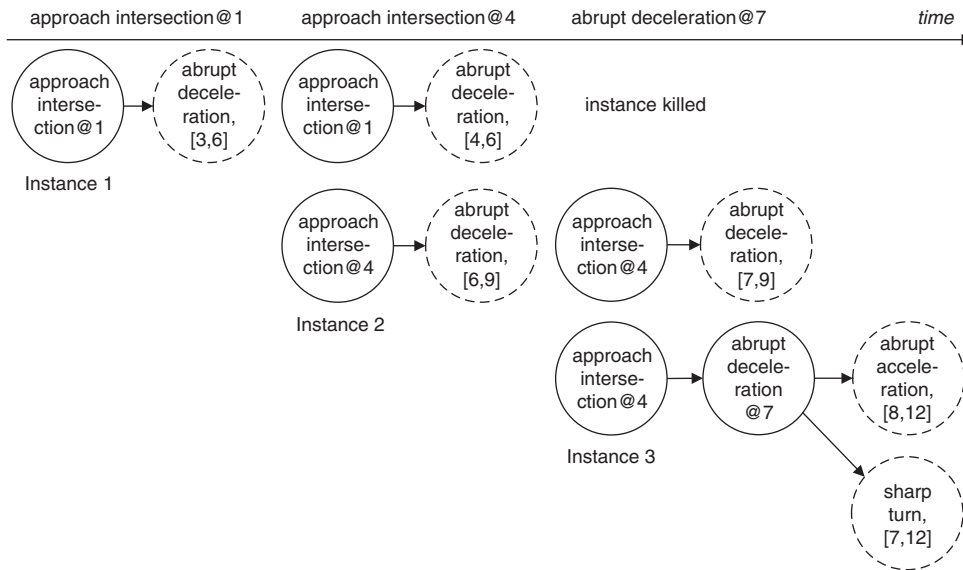 approach intersection@1
approach intersection@4
abrupt deceleration@7
time
approach
interse-
ction@1
abrupt
decele-
ration,
[3,6]
approach
interse-
ction@1
abrupt
decele-
ration,
[4,6]
instance killed
Instance 1
approach
interse-
ction@4
abrupt
decele-
ration,
[6,9]
approach
interse-
ction@4
abrupt
decele-
ration,
[7,9]
Instance 2
approach
interse-
ction@4
abrupt
decele-
ration
@7
abrupt
accele-
ration,
[8,12]
Instance 3
sharp
turn,
[7,12]